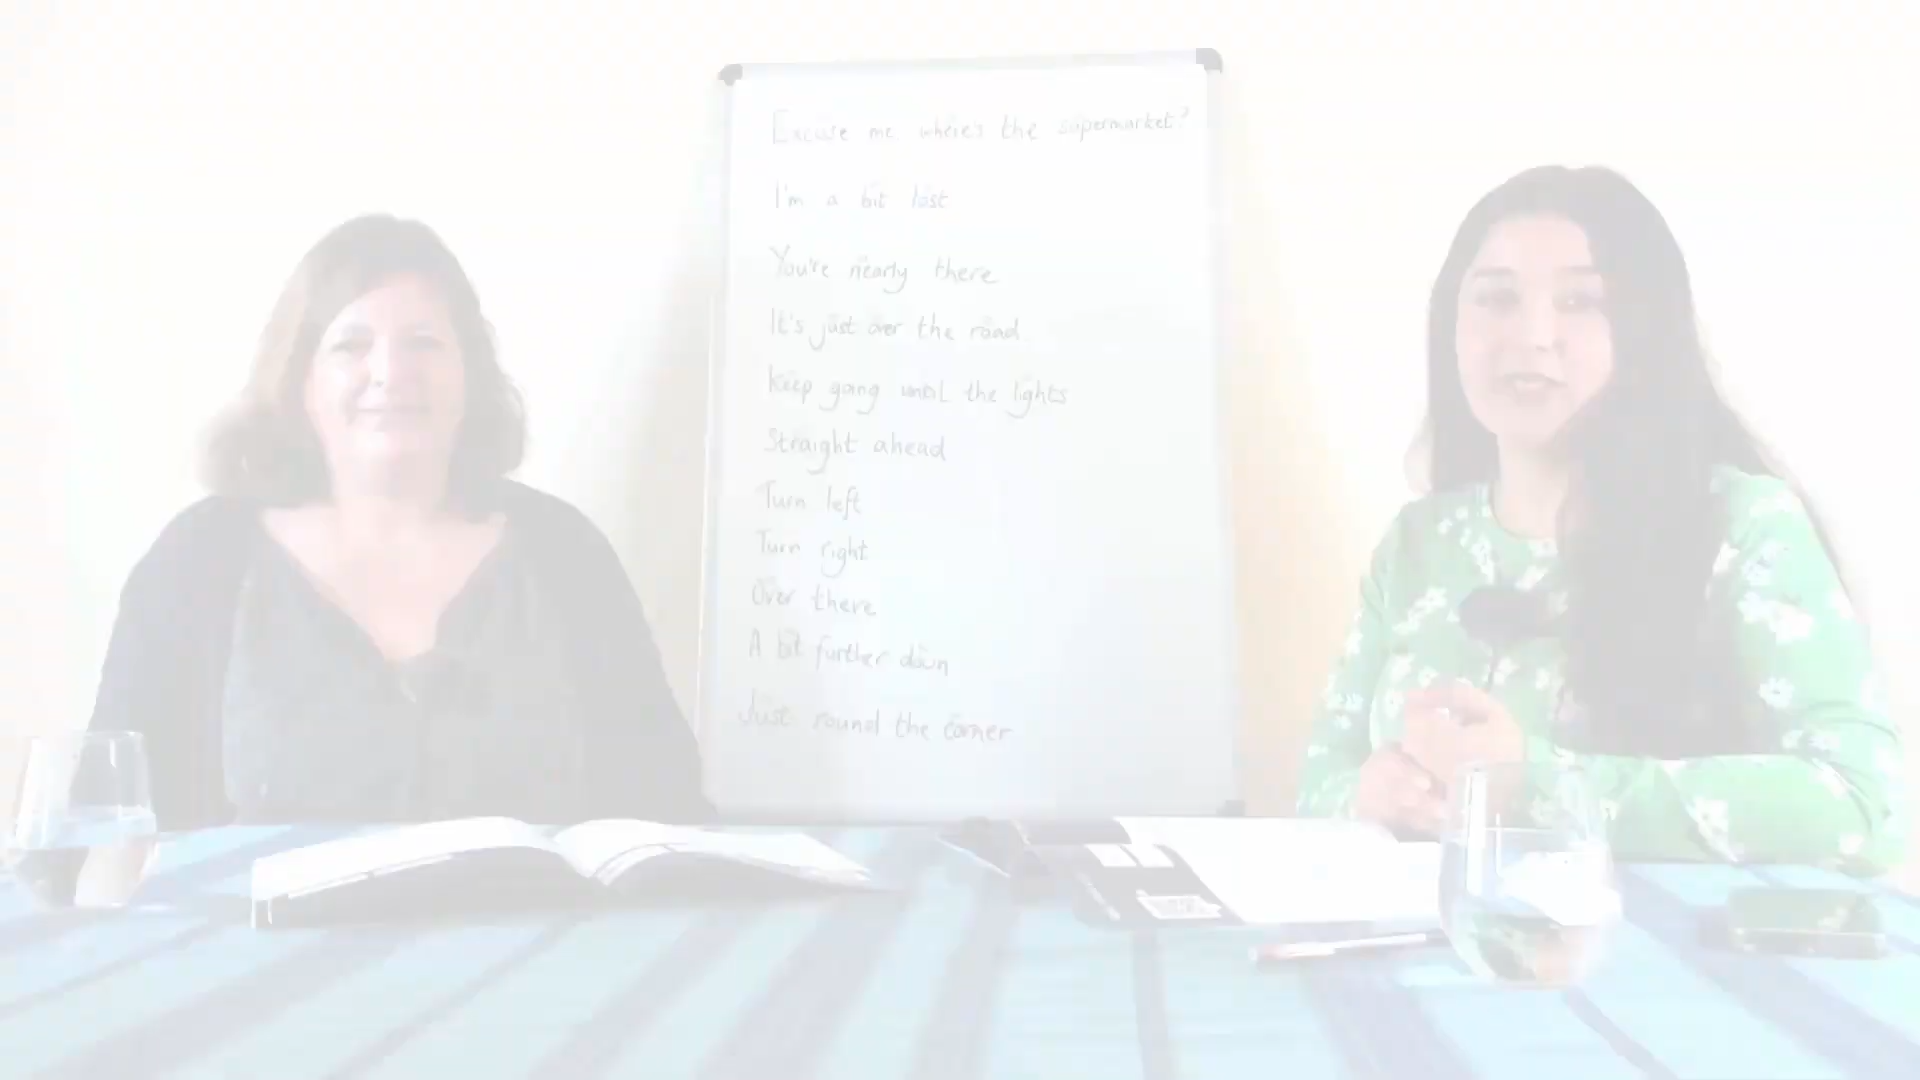 Excuse me where's the supermarket?
I'm a bit lost
You're nearly there
It's just over the road
Keep going until the lights
Straight ahead
Turn left
Turn right
Over there
A bit further down
Just round the corner